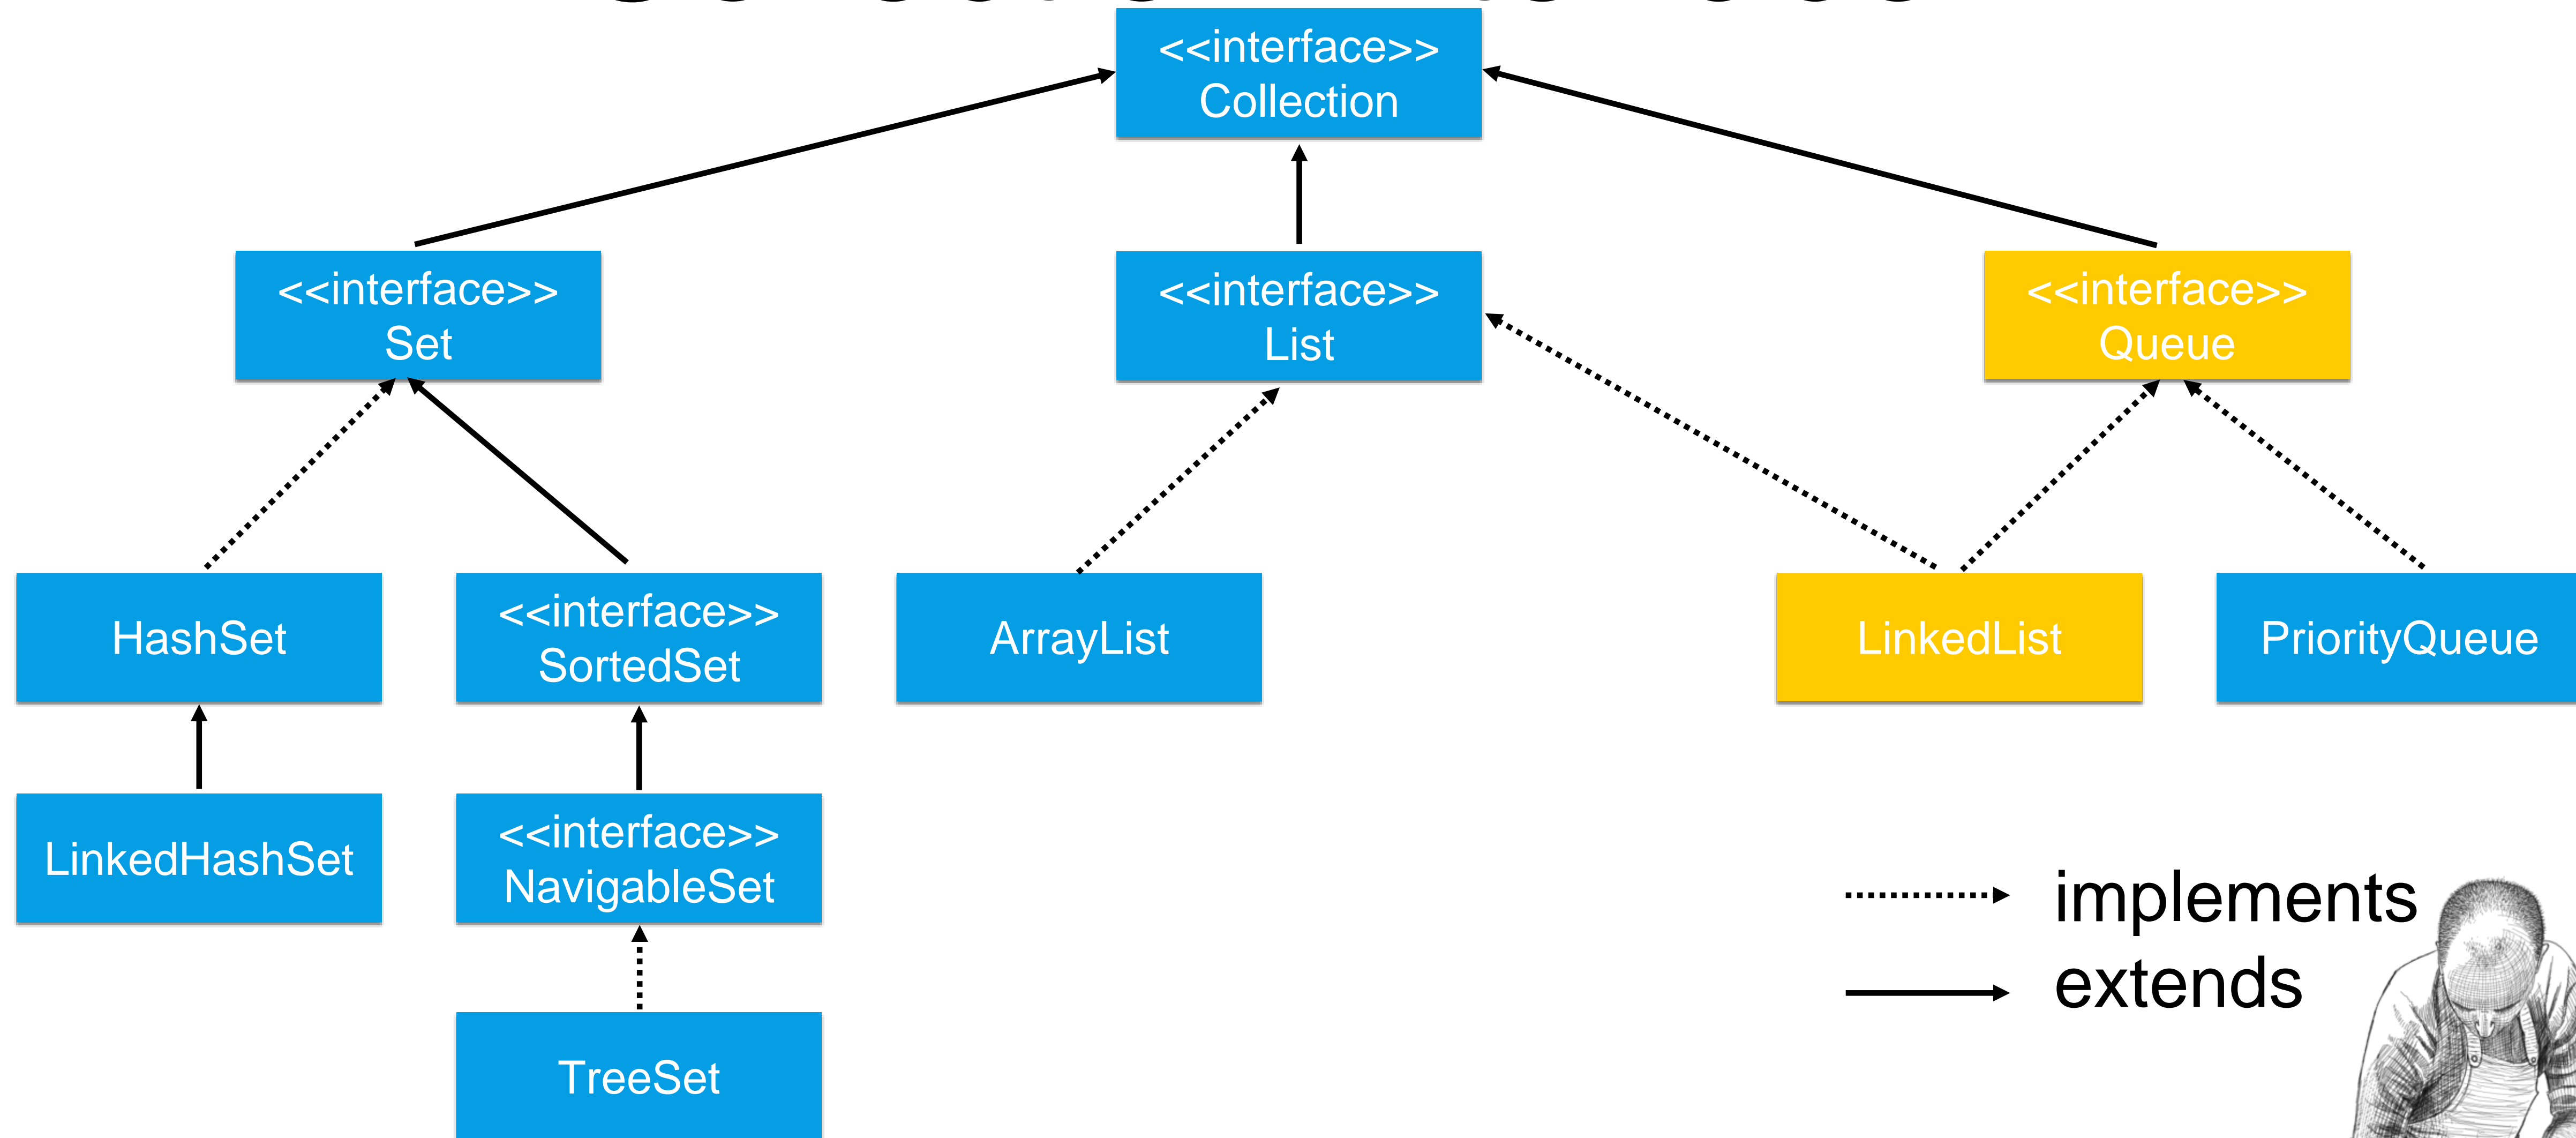 <<interface>>
Collection
<<interface>>
Set
<<interface>>
List
<<interface>>
Queue
HashSet
<<interface>>
SortedSet
ArrayList
LinkedList
PriorityQueue
LinkedHashSet
<<interface>>
NavigableSet
TreeSet
implements
extends